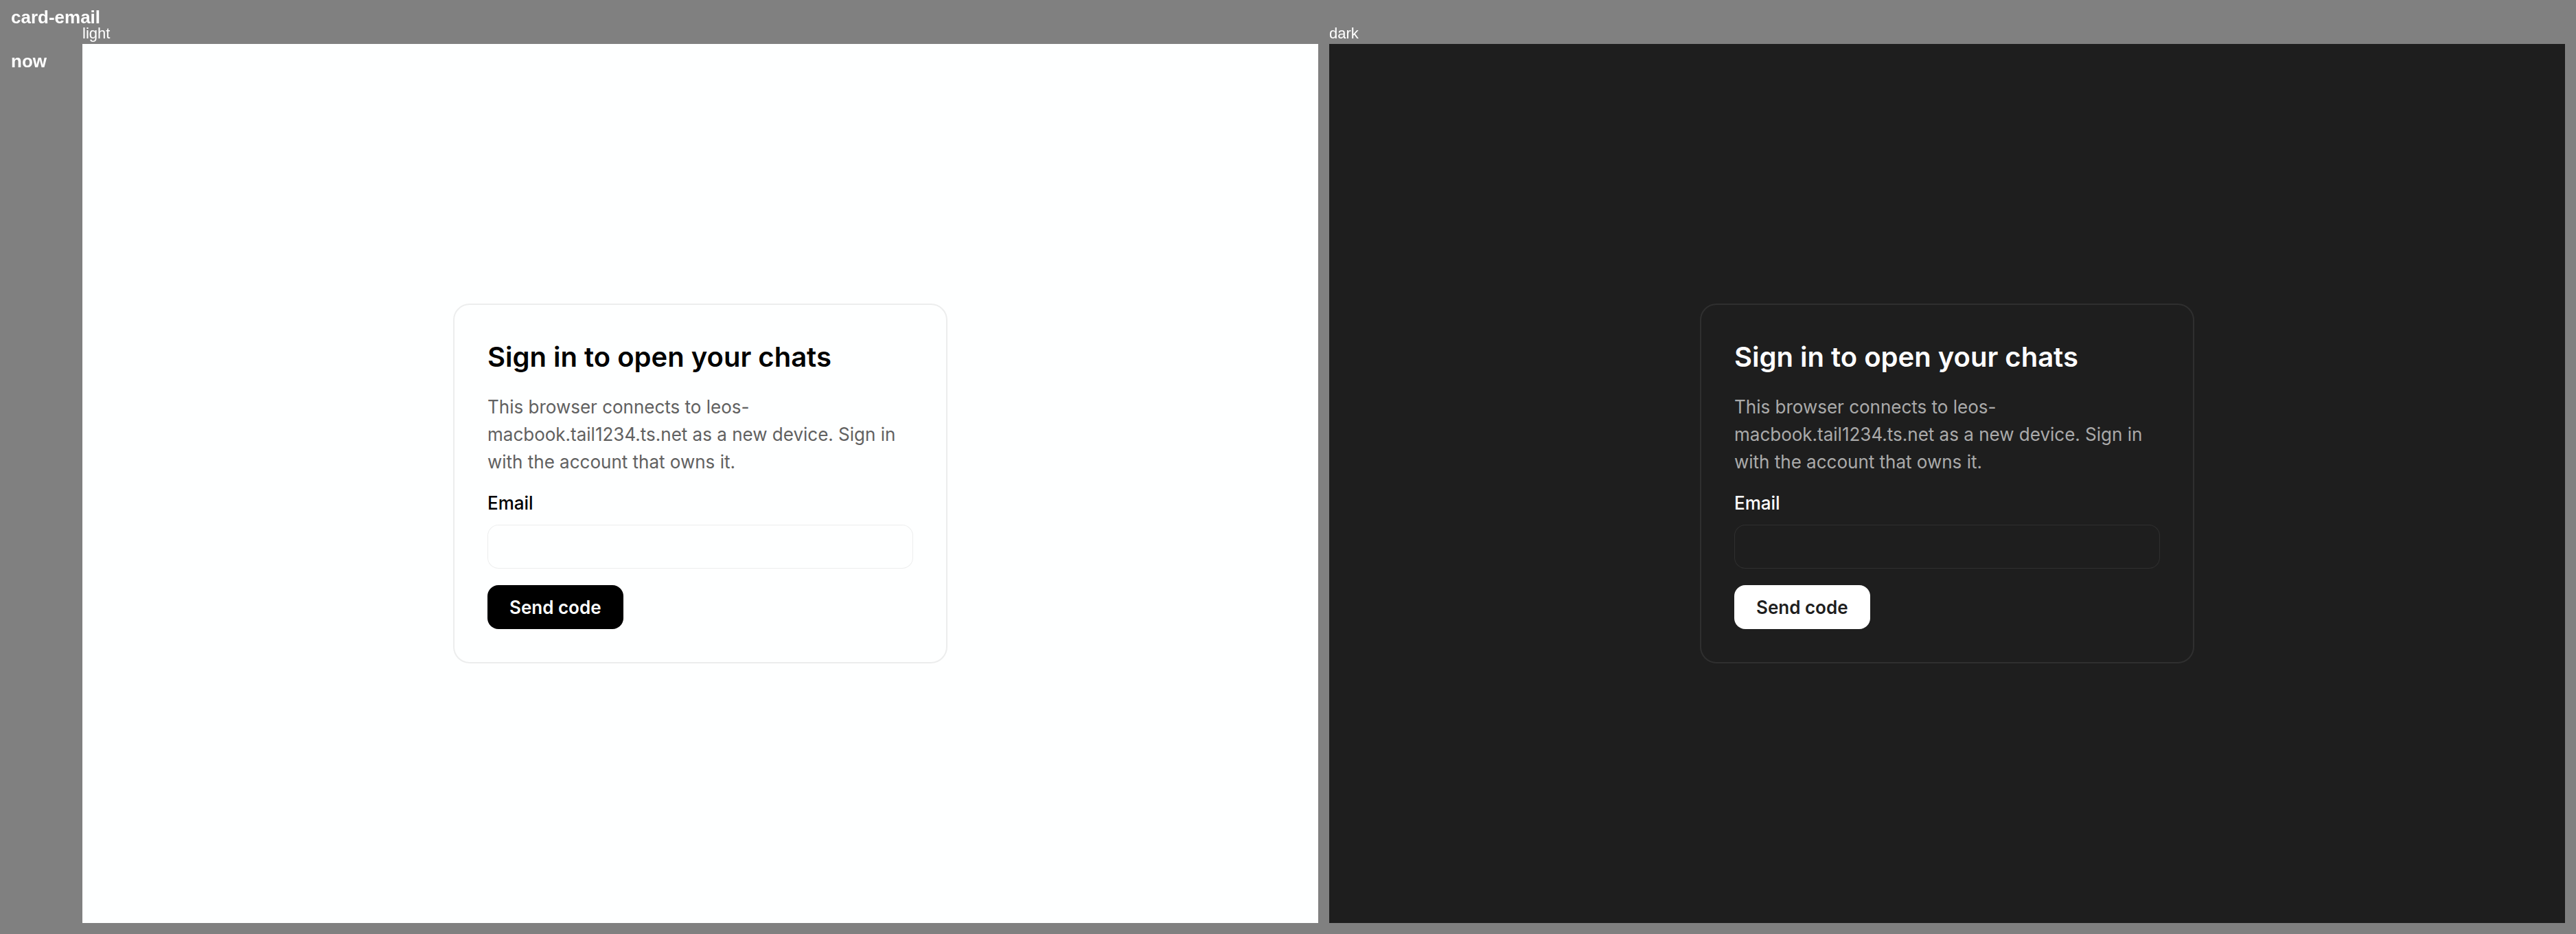 card-email
light
dark
now
Sign in to open your chats
This browser connects to leos-
macbook.tail1234.ts.net as a new device. Sign in
with the account that owns it.
Email
Send code
Sign in to open your chats
This browser connects to leos-
macbook.tail1234.ts.net as a new device. Sign in
with the account that owns it.
Email
Send code